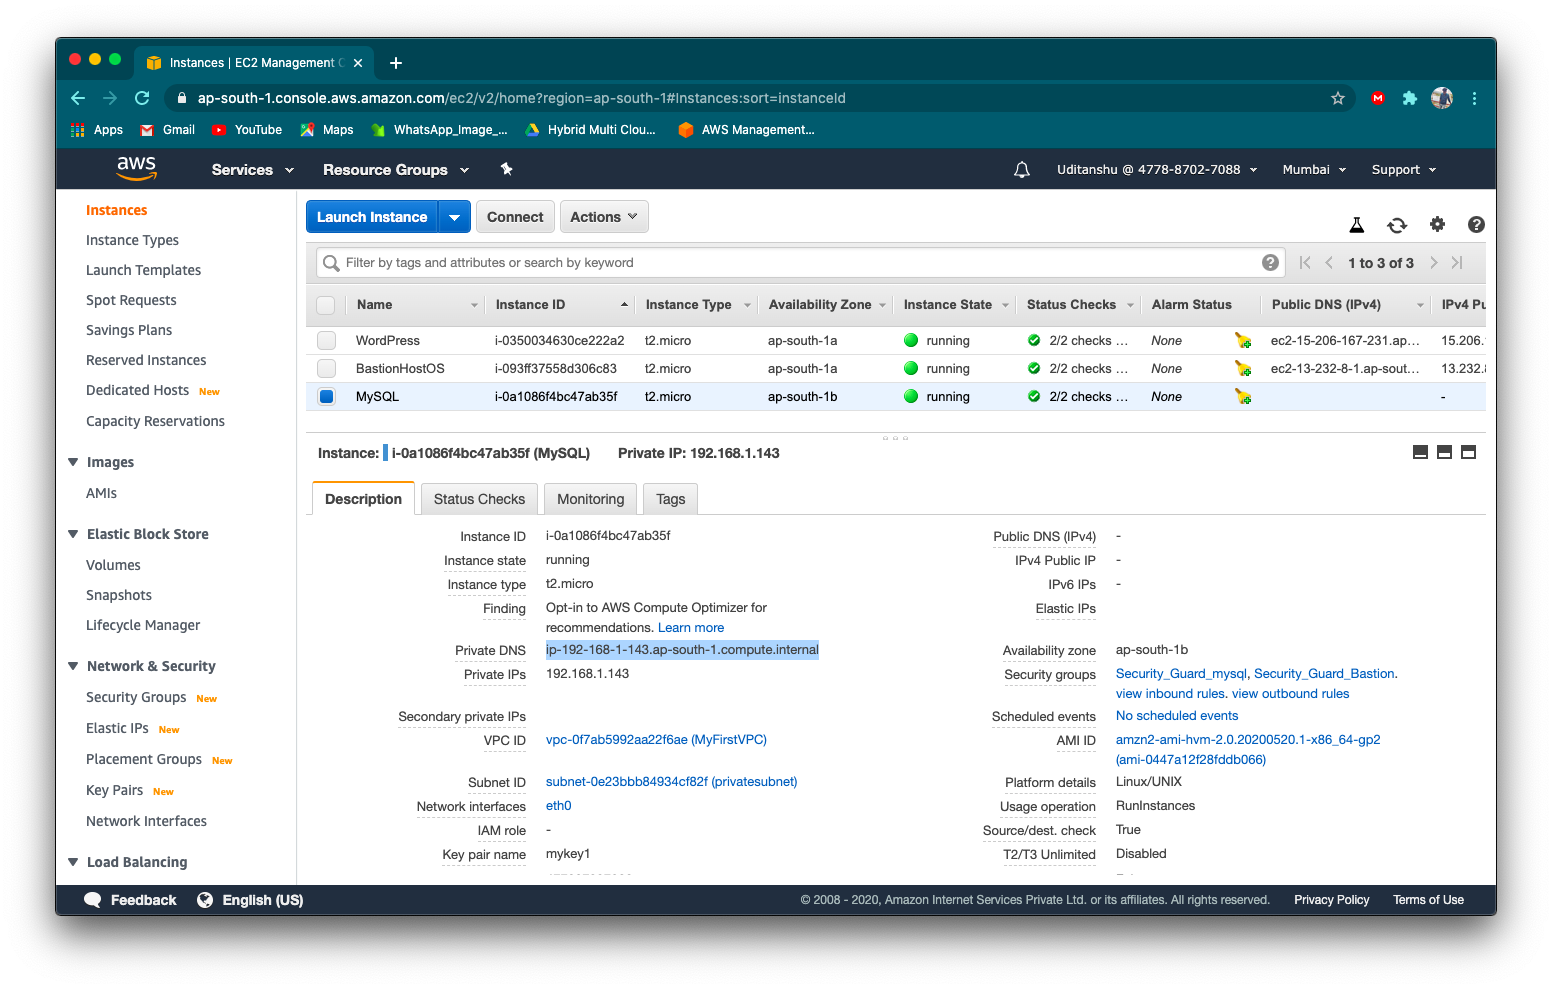 Instances | EC2 Management C
ap-south-1.console.aws.amazon.com/ec2/v2/home?region=ap-south-1#Instances:sort=instanceId
Apps Gmail YouTube Maps WhatsApp_Image_... Hybrid Multi Clou... AWS Management...
aws Services Resource Groups Uditanshu @ 4778-8702-7088 Mumbai Support
Instances
Instance Types
Launch Templates
Spot Requests
Savings Plans
Reserved Instances
Dedicated Hosts New
Capacity Reservations
Images
AMIs
Elastic Block Store
Volumes
Snapshots
Lifecycle Manager
Network & Security
Security Groups New
Elastic IPs New
Placement Groups New
Key Pairs New
Network Interfaces
Load Balancing
Launch Instance Connect Actions
Filter by tags and attributes or search by keyword 1 to 3 of 3
Name Instance ID Instance Type Availability Zone Instance State Status Checks Alarm Status Public DNS (IPv4) IPv4 Pu
WordPress i-0350034630ce222a2 t2.micro ap-south-1a running 2/2 checks ... None ec2-15-206-167-231.ap... 15.206.
BastionHostOS i-093ff37558d306c83 t2.micro ap-south-1a running 2/2 checks ... None ec2-13-232-8-1.ap-sout... 13.232.8
MySQL i-0a1086f4bc47ab35f t2.micro ap-south-1b running 2/2 checks ... None -
Instance: i-0a1086f4bc47ab35f (MySQL) Private IP: 192.168.1.143
Description Status Checks Monitoring Tags
Instance ID i-0a1086f4bc47ab35f
Instance state running
Instance type t2.micro
Finding Opt-in to AWS Compute Optimizer for
recommendations. Learn more
Private DNS ip-192-168-1-143.ap-south-1.compute.internal
Private IPs 192.168.1.143
Secondary private IPs
VPC ID vpc-0f7ab5992aa22f6ae (MyFirstVPC)
Subnet ID subnet-0e23bbb84934cf82f (privatesubnet)
Network interfaces eth0
IAM role -
Key pair name mykey1
Public DNS (IPv4) -
IPv4 Public IP -
IPv6 IPs -
Elastic IPs
Availability zone ap-south-1b
Security groups Security_Guard_mysql, Security_Guard_Bastion.
view inbound rules. view outbound rules
Scheduled events No scheduled events
AMI ID amzn2-ami-hvm-2.0.20200520.1-x86_64-gp2
(ami-0447a12f28fddb066)
Platform details Linux/UNIX
Usage operation RunInstances
Source/dest. check True
T2/T3 Unlimited Disabled
Feedback English (US) © 2008 - 2020, Amazon Internet Services Private Ltd. or its affiliates. All rights reserved. Privacy Policy Terms of Use